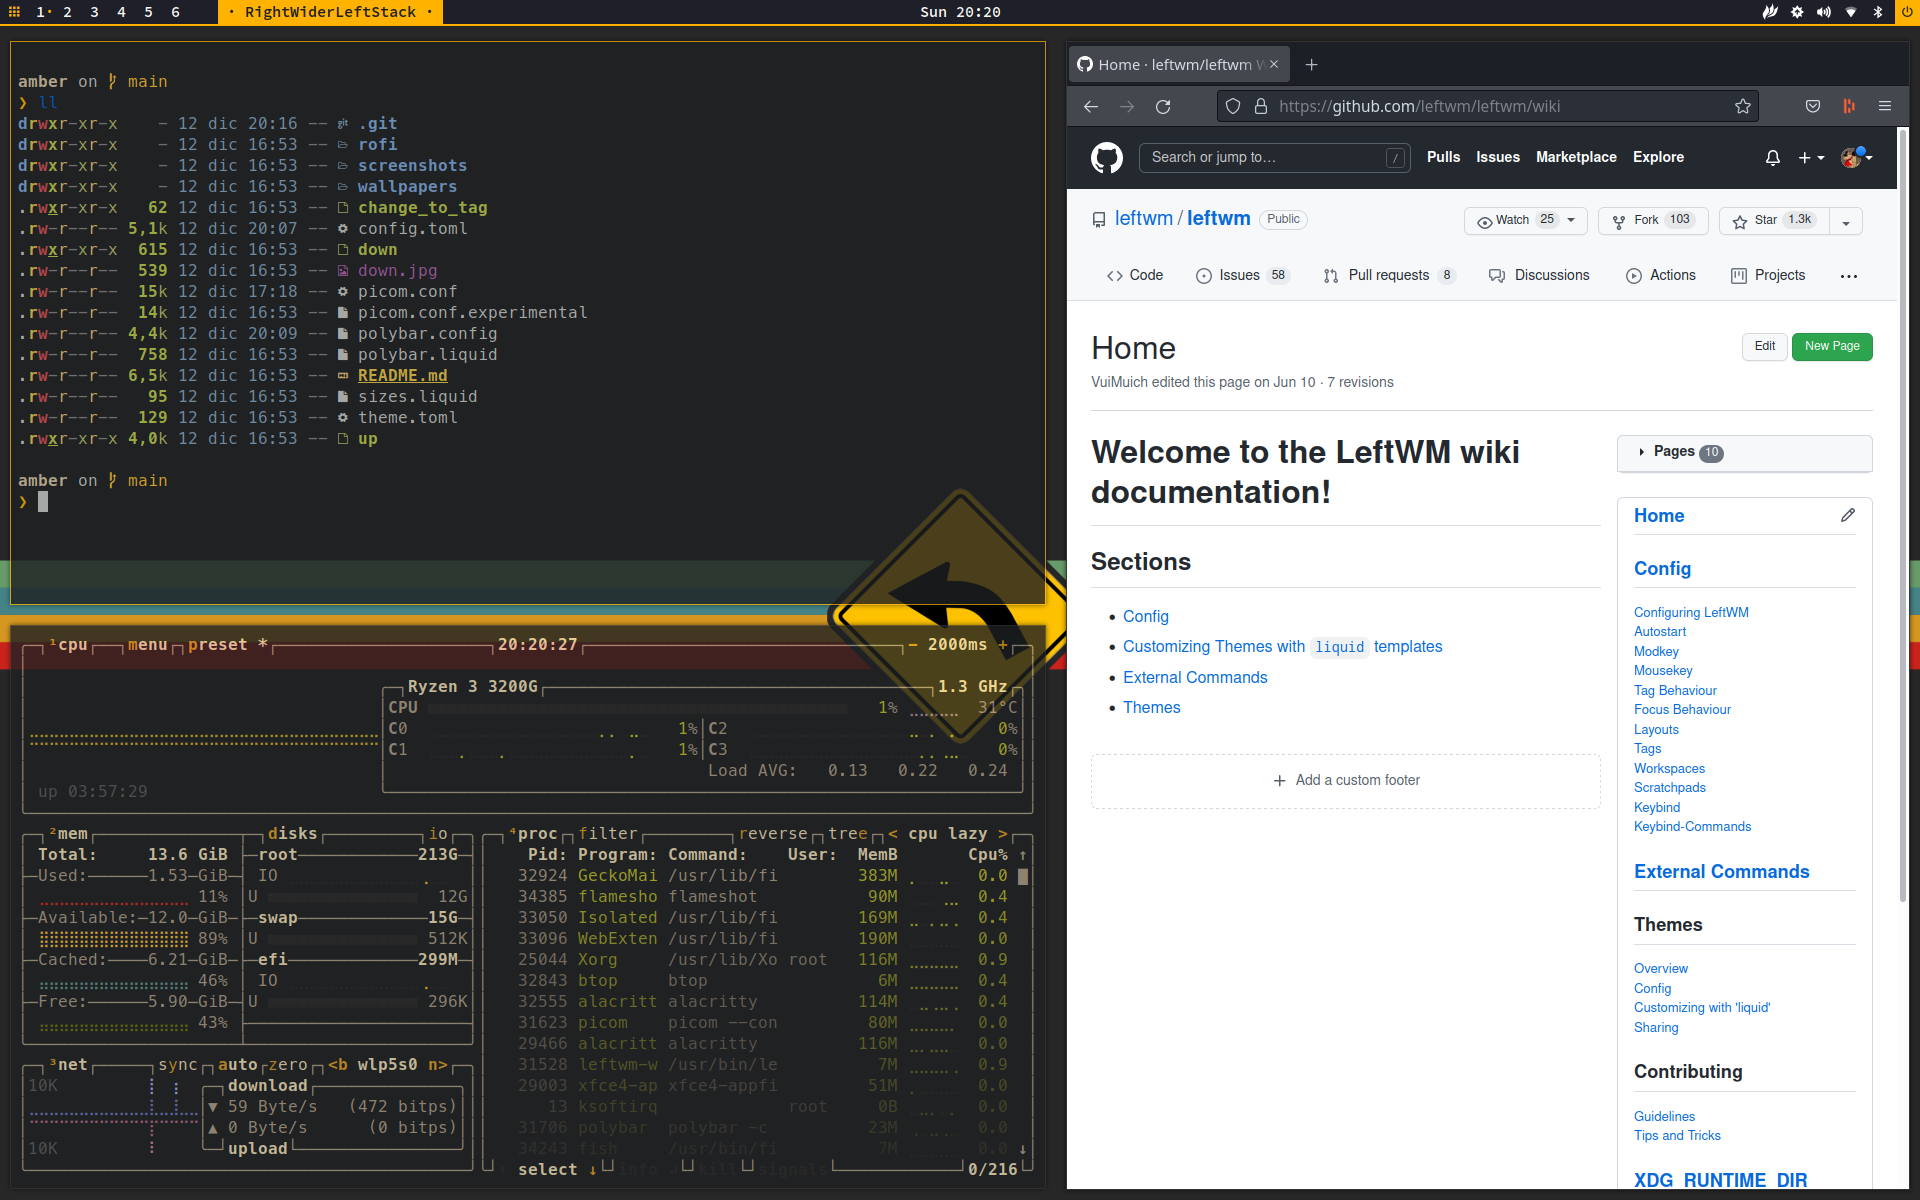 1· 2 3 4 5 6 · RightWiderLeftStack · Sun 20:20
amber on main
❯ ll
drwxr-xr-x - 12 dic 20:16 -- .git
drwxr-xr-x - 12 dic 16:53 -- rofi
drwxr-xr-x - 12 dic 16:53 -- screenshots
drwxr-xr-x - 12 dic 16:53 -- wallpapers
.rwxr-xr-x 62 12 dic 16:53 -- change_to_tag
.rw-r--r-- 5,1k 12 dic 20:07 -- config.toml
.rwxr-xr-x 615 12 dic 16:53 -- down
.rw-r--r-- 539 12 dic 16:53 -- down.jpg
.rw-r--r-- 15k 12 dic 17:18 -- picom.conf
.rw-r--r-- 14k 12 dic 16:53 -- picom.conf.experimental
.rw-r--r-- 4,4k 12 dic 20:09 -- polybar.config
.rw-r--r-- 758 12 dic 16:53 -- polybar.liquid
.rw-r--r-- 6,5k 12 dic 16:53 -- README.md
.rw-r--r-- 95 12 dic 16:53 -- sizes.liquid
.rw-r--r-- 129 12 dic 16:53 -- theme.toml
.rwxr-xr-x 4,0k 12 dic 16:53 -- up
amber on main
❯
¹cpu menu preset * 20:20:27 - 2000ms +
Ryzen 3 3200G 1.3 GHz
CPU 1% 31°C
C0 1% C2 0%
C1 1% C3 0%
Load AVG: 0.13 0.22 0.24
up 03:57:29
²mem disks io
Total: 13.6 GiB root 213G
Used: 1.53 GiB IO
11% U 12G
Available: 12.0 GiB swap 15G
89% U 512K
Cached: 6.21 GiB efi 299M
46% IO
Free: 5.90 GiB U 296K
43%
³net sync auto zero <b wlp5s0 n>
10K download
▼ 59 Byte/s (472 bitps)
▲ 0 Byte/s (0 bitps)
10K upload
⁴proc filter reverse tree < cpu lazy >
Pid: Program: Command: User: MemB Cpu% ↑
32924 GeckoMai /usr/lib/fi 383M 0.0
34385 flamesho flameshot 90M 0.4
33050 Isolated /usr/lib/fi 169M 0.4
33096 WebExten /usr/lib/fi 190M 0.0
25044 Xorg /usr/lib/Xo root 116M 0.9
32843 btop btop 6M 0.4
32555 alacritt alacritty 114M 0.4
31623 picom picom --con 80M 0.0
29466 alacritt alacritty 116M 0.0
31528 leftwm-w /usr/bin/le 7M 0.9
29003 xfce4-ap xfce4-appfi 51M 0.0
13 ksoftirq root 0B 0.0
31706 polybar polybar -c 23M 0.0
34243 fish /usr/bin/fi 7M 0.0 ↓
select ↓ info ↲ kill signals 0/216
Home · leftwm/leftwm W × +
https://github.com/leftwm/leftwm/wiki
Search or jump to… / Pulls Issues Marketplace Explore
leftwm / leftwm Public Watch 25 Fork 103 Star 1.3k
Code Issues 58 Pull requests 8 Discussions Actions Projects ...
Home Edit New Page
VuiMuich edited this page on Jun 10 · 7 revisions
Welcome to the LeftWM wiki
documentation!
Sections
• Config
• Customizing Themes with liquid templates
• External Commands
• Themes
+ Add a custom footer
Pages 10
Home
Config
Configuring LeftWM
Autostart
Modkey
Mousekey
Tag Behaviour
Focus Behaviour
Layouts
Tags
Workspaces
Scratchpads
Keybind
Keybind-Commands
External Commands
Themes
Overview
Config
Customizing with 'liquid'
Sharing
Contributing
Guidelines
Tips and Tricks
XDG_RUNTIME_DIR